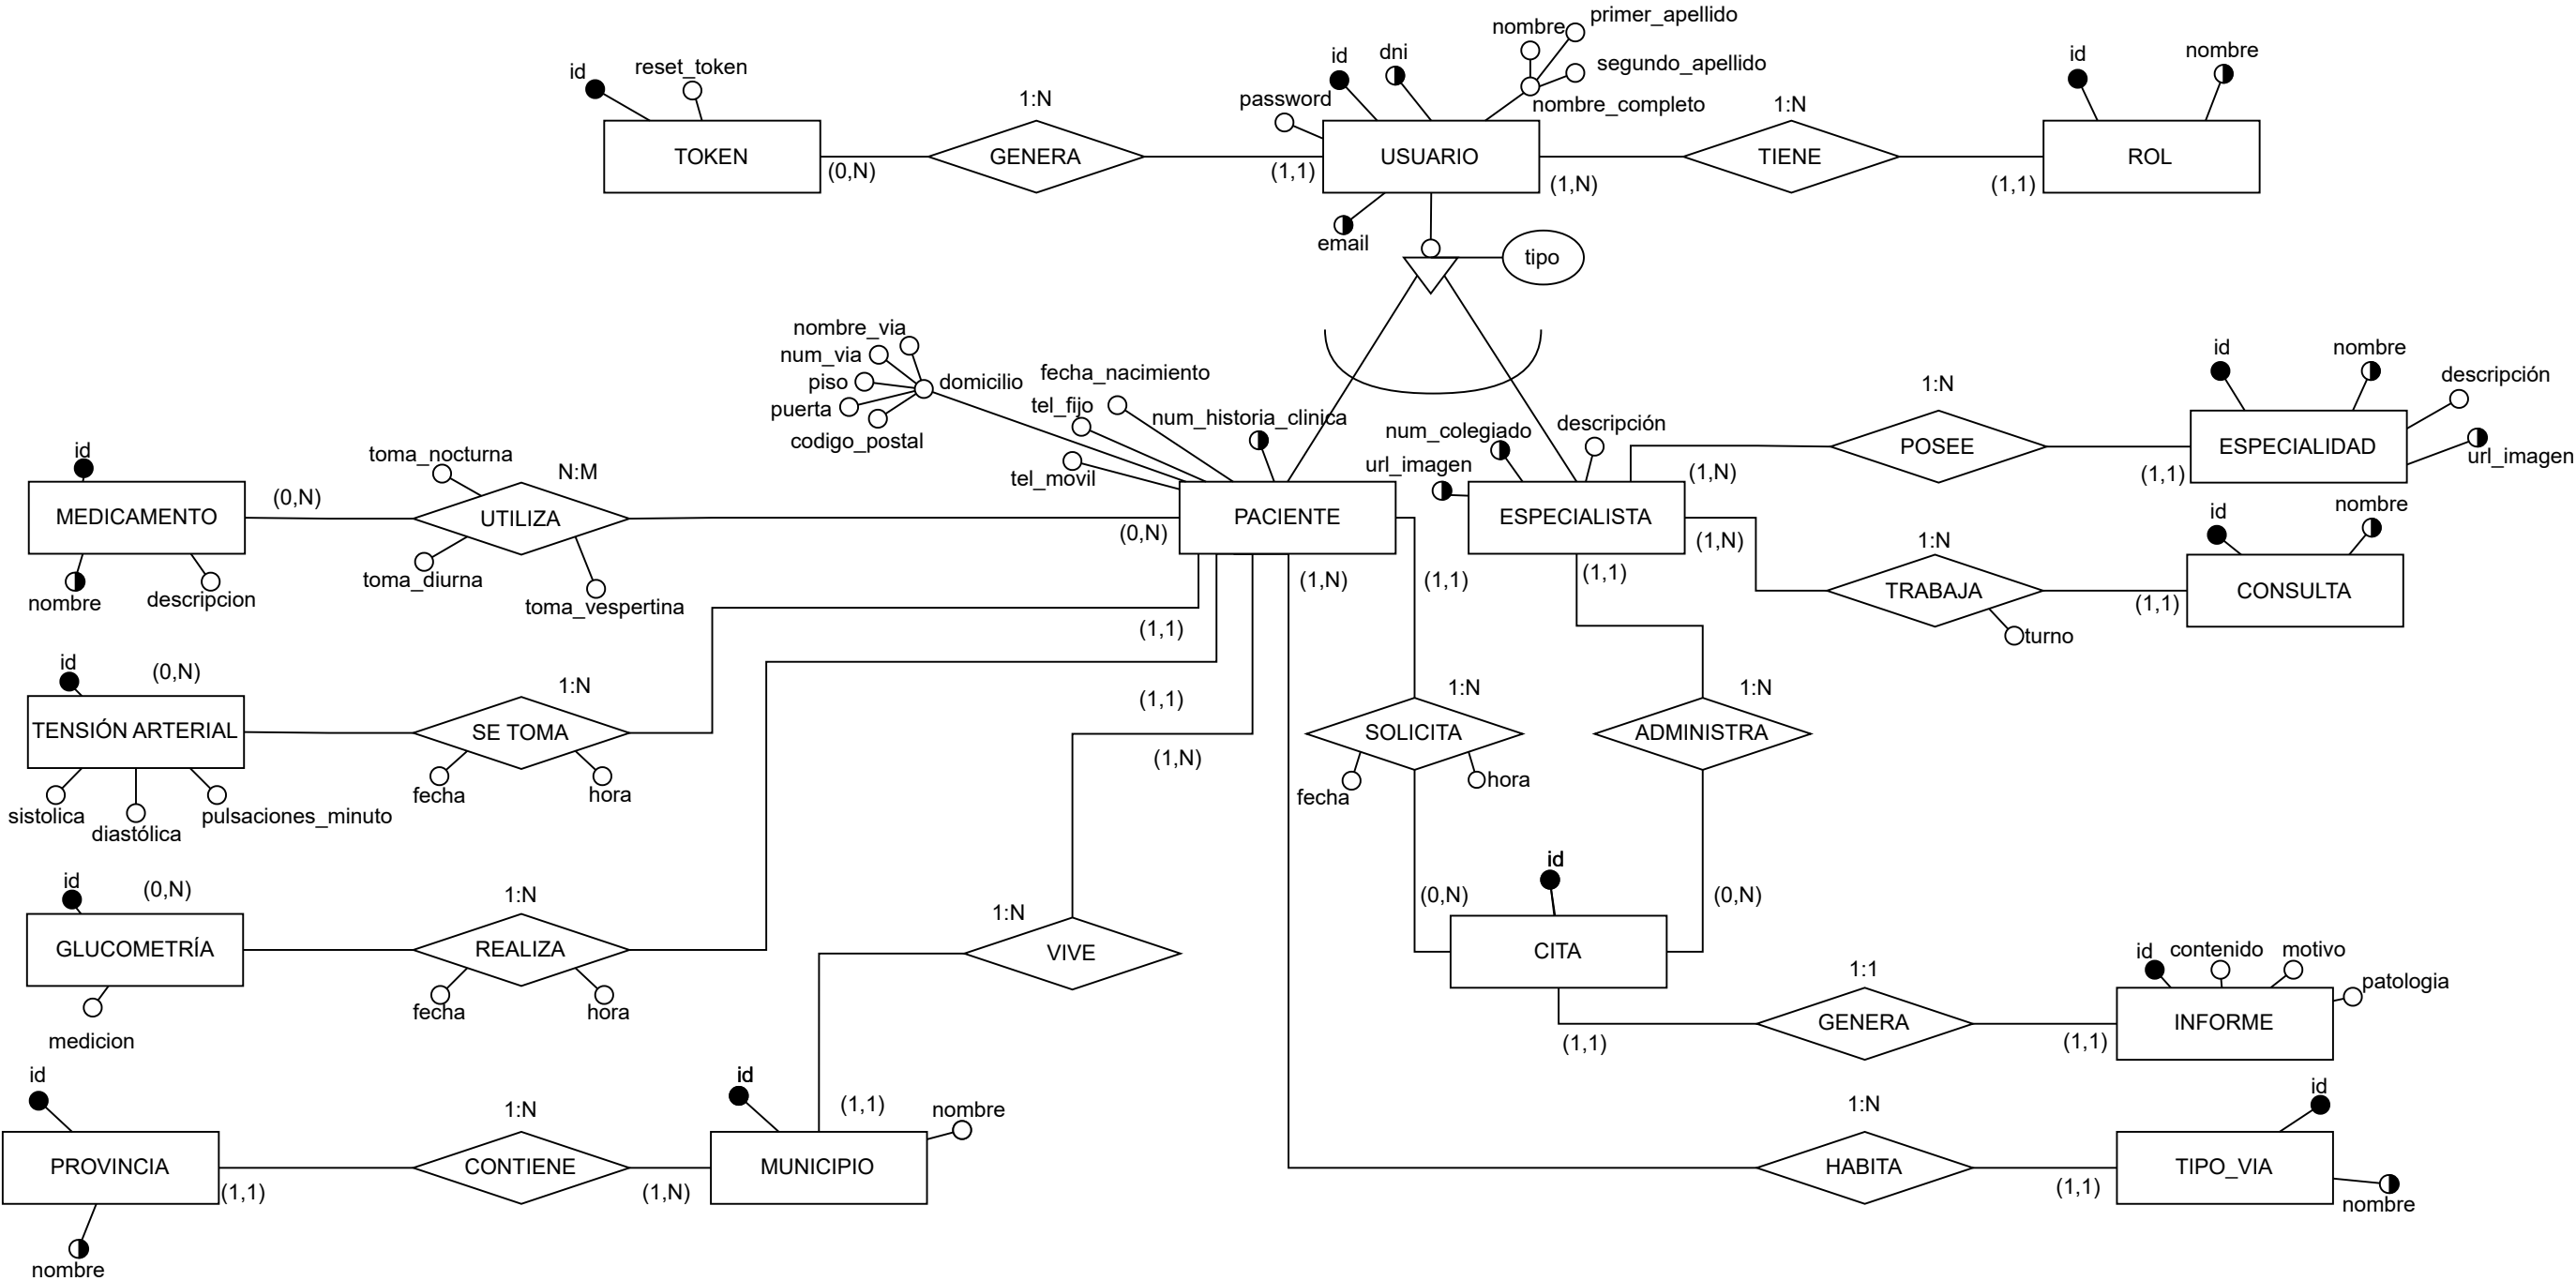 primer_apellido
nombre
segundo_apellido
nombre_completo
id
dni
password
id
reset_token
id
nombre
1:N
1:N
TOKEN
GENERA
USUARIO
TIENE
ROL
(0,N)
(1,1)
(1,N)
(1,1)
email
tipo
nombre_via
num_via
piso
puerta
codigo_postal
domicilio
fecha_nacimiento
tel_fijo
num_historia_clinica
tel_movil
num_colegiado
descripción
url_imagen
1:N
id
nombre
descripción
url_imagen
POSEE
ESPECIALIDAD
(1,N)
(1,1)
id
toma_nocturna
N:M
(0,N)
MEDICAMENTO
UTILIZA
PACIENTE
ESPECIALISTA
(0,N)
nombre
descripcion
toma_diurna
toma_vespertina
(1,N)
(1,1)
(1,1)
(1,N)
1:N
id
nombre
TRABAJA
CONSULTA
(1,1)
turno
(1,1)
id
(0,N)
1:N
TENSIÓN ARTERIAL
SE TOMA
(1,1)
(1,N)
fecha
hora
sistolica
diastólica
pulsaciones_minuto
1:N
1:N
SOLICITA
ADMINISTRA
fecha
hora
id
(0,N)
1:N
GLUCOMETRÍA
REALIZA
fecha
hora
medicion
1:N
VIVE
id
(0,N)
(0,N)
CITA
(1,1)
1:1
GENERA
(1,1)
id
contenido
motivo
patologia
INFORME
id
1:N
id
(1,1)
nombre
PROVINCIA
CONTIENE
MUNICIPIO
(1,1)
(1,N)
nombre
1:N
HABITA
(1,1)
id
TIPO_VIA
nombre